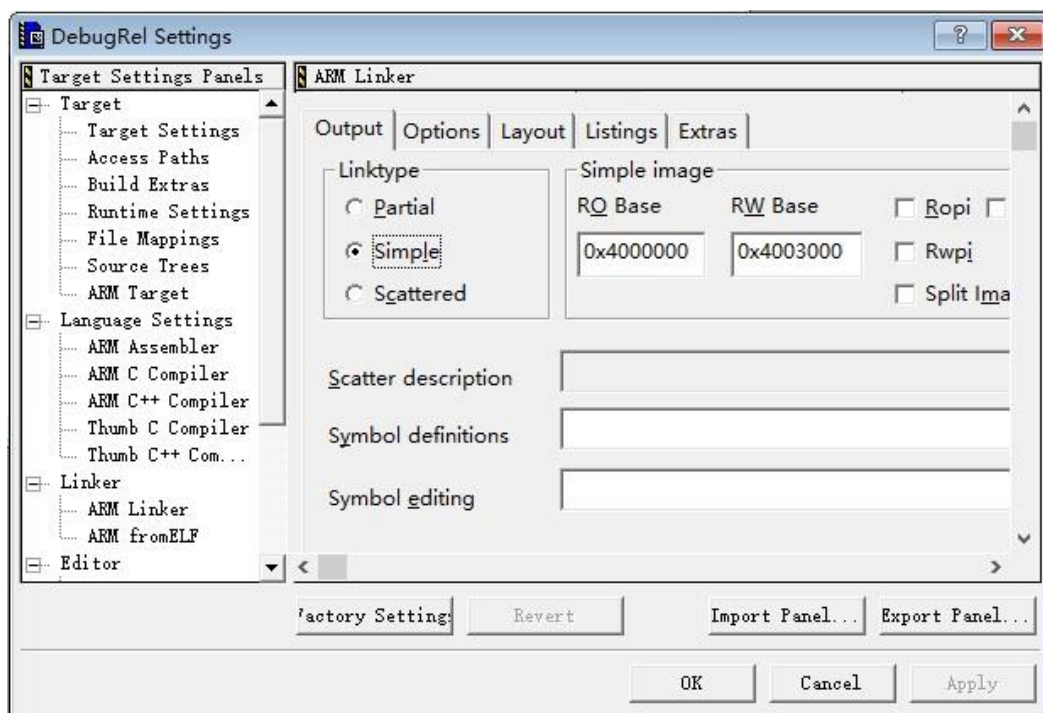 DebugRel Settings
Target Settings Panels
Target
Target Settings
Access Paths
Build Extras
Runtime Settings
File Mappings
Source Trees
ARM Target
Language Settings
ARM Assembler
ARM C Compiler
ARM C++ Compiler
Thumb C Compiler
Thumb C++ Com...
Linker
ARM Linker
ARM fromELF
Editor
ARM Linker
Output Options Layout Listings Extras
Linktype
Partial
Simple
Scattered
Simple image
RO Base RW Base
0x4000000 0x4003000
Ropi
Rwpi
Split Ima
Scatter description
Symbol definitions
Symbol editing
Factory Settings Revert Import Panel... Export Panel...
OK Cancel Apply